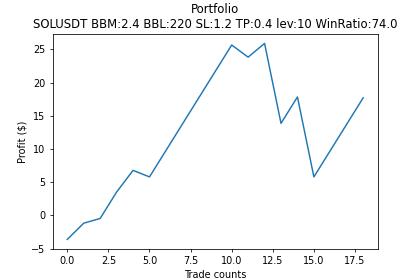 Portfolio
SOLUSDT BBM:2.4 BBL:220 SL:1.2 TP:0.4 lev:10 WinRatio:74.0
25
20
15
10
5
0
−5
Profit ($)
0.0 2.5 5.0 7.5 10.0 12.5 15.0 17.5
Trade counts